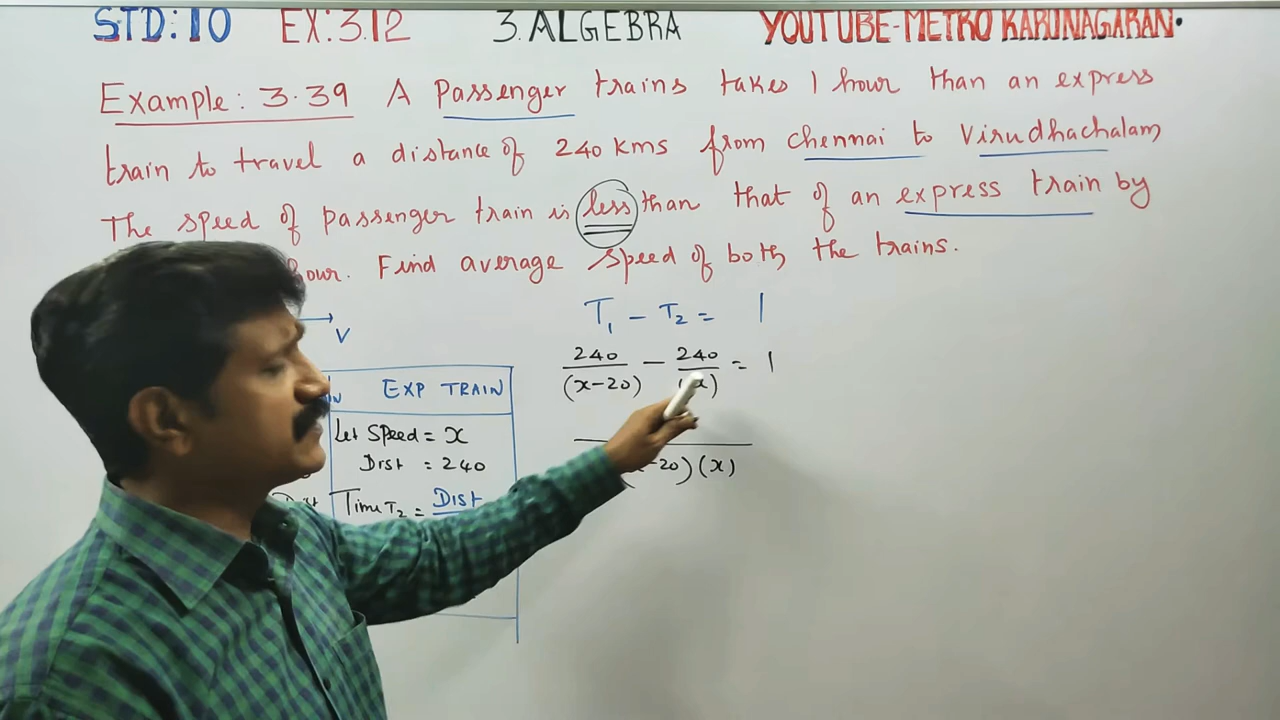 STD: 10 EX: 3.12 3. ALGEBRA YOUTUBE-METRO KARUNAGARAN.
Example: 3.39 A Passenger trains takes 1 hour than an express
train to travel a distance of 240 kms from chennai to Virudhachalam,
The speed of passenger train is less than that of an express train by
hour. Find average speed of both the trains.
T₁ - T₂ = 1
V
240/(x-20) - 240/(x) = 1
EXP TRAIN
Let Speed = x
Dist = 240
-20)(x)
Dist Time T₂ = Dist